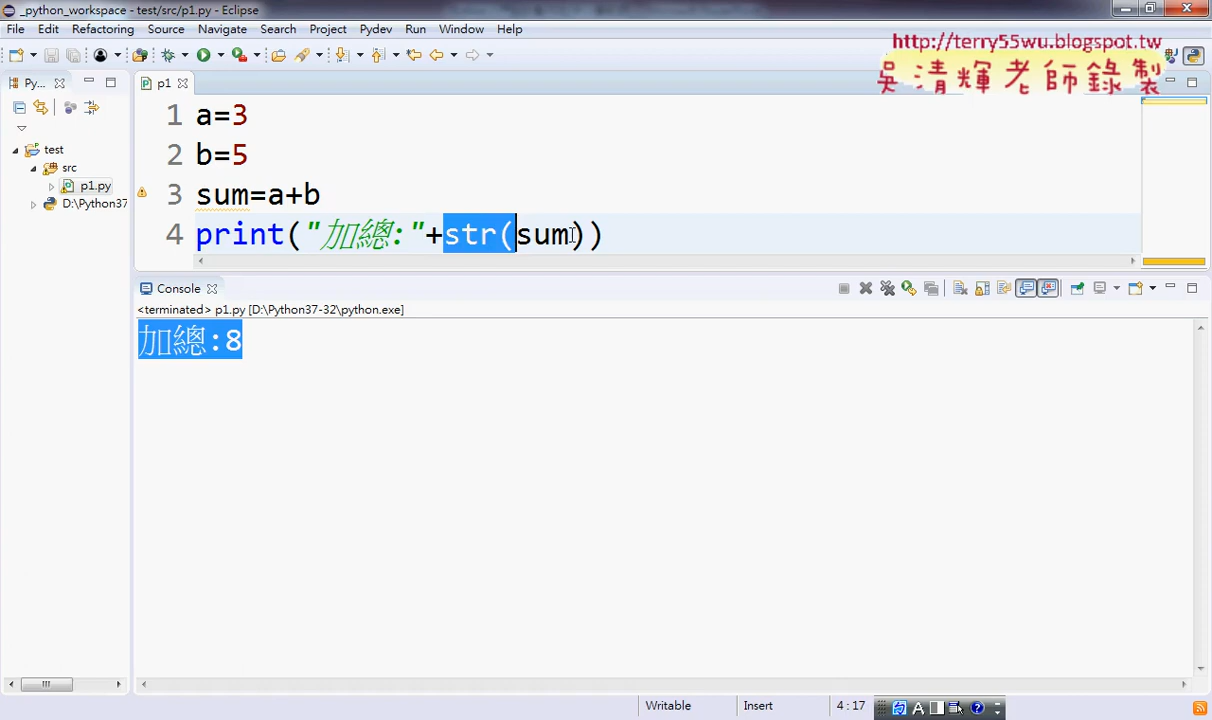 _python_workspace - test/src/p1.py - Eclipse
File Edit Refactoring Source Navigate Search Project Pydev Run Window Help
http://terry55wu.blogspot.tw
吳清輝老師錄製
Py...
p1
test
src
p1.py
D:\Python37
1 a=3
2 b=5
3 sum=a+b
4 print("加總:"+str(sum))
Console
<terminated> p1.py [D:\Python37-32\python.exe]
加總:8
Writable Insert 4 : 17